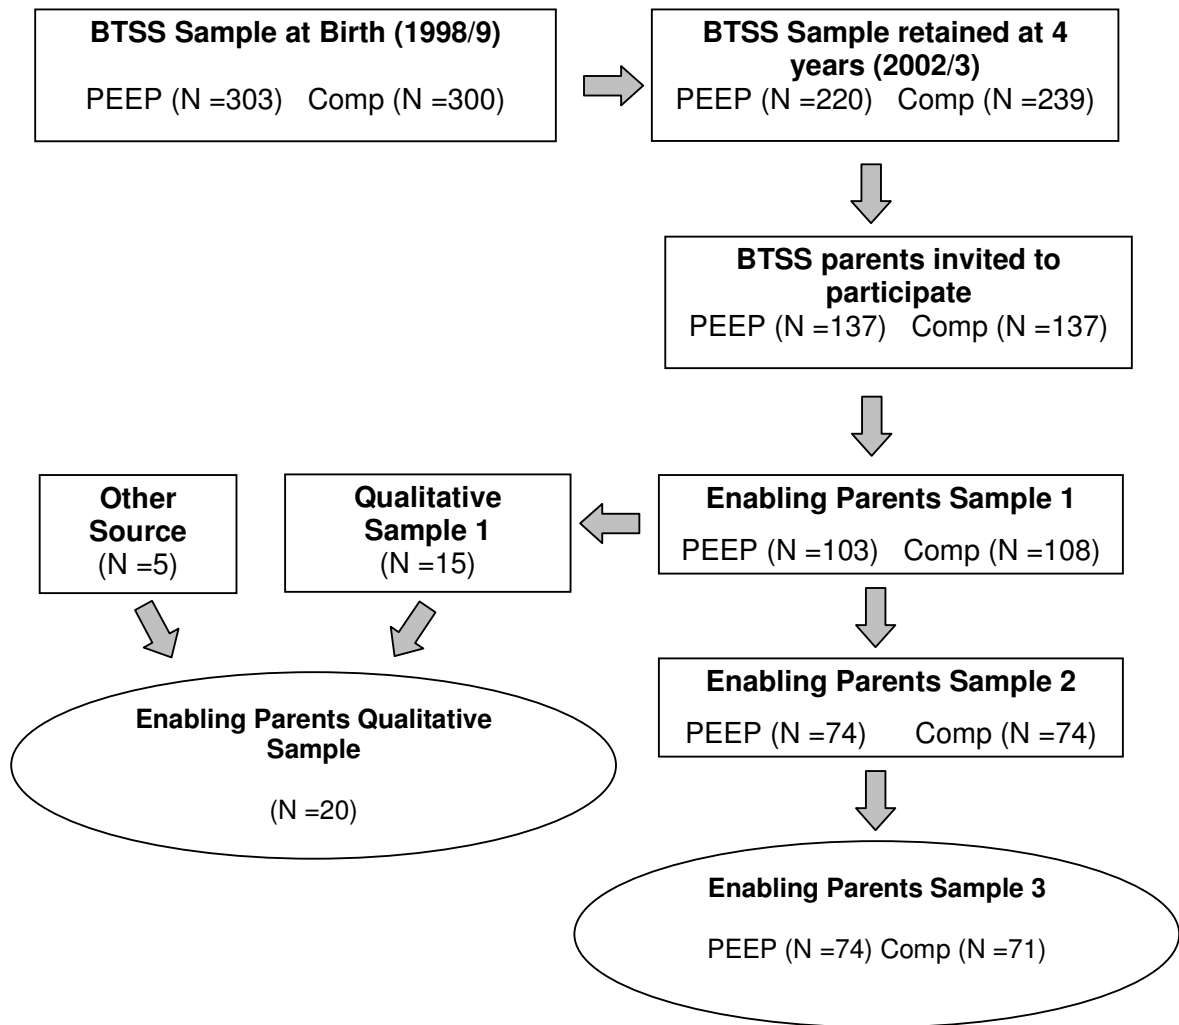 BTSS Sample at Birth (1998/9)
PEEP (N =303) Comp (N =300)
BTSS Sample retained at 4
years (2002/3)
PEEP (N =220) Comp (N =239)
BTSS parents invited to
participate
PEEP (N =137) Comp (N =137)
Other
Source
(N =5)
Qualitative
Sample 1
(N =15)
Enabling Parents Sample 1
PEEP (N =103) Comp (N =108)
Enabling Parents Qualitative
Sample
(N =20)
Enabling Parents Sample 2
PEEP (N =74) Comp (N =74)
Enabling Parents Sample 3
PEEP (N =74) Comp (N =71)